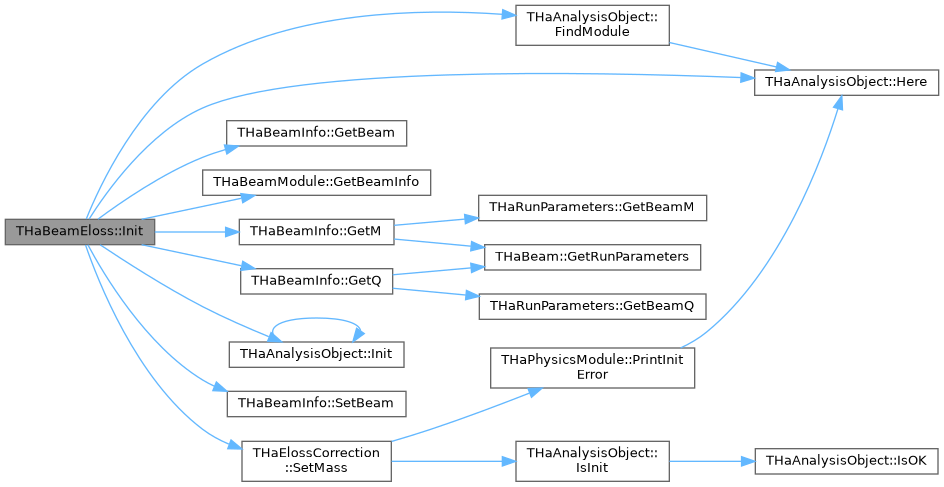 THaAnalysisObject::
FindModule
THaAnalysisObject::Here
THaBeamInfo::GetBeam
THaBeamModule::GetBeamInfo
THaRunParameters::GetBeamM
THaBeamEloss::Init
THaBeamInfo::GetM
THaBeam::GetRunParameters
THaBeamInfo::GetQ
THaRunParameters::GetBeamQ
THaAnalysisObject::Init
THaPhysicsModule::PrintInit
Error
THaBeamInfo::SetBeam
THaElossCorrection
::SetMass
THaAnalysisObject::
IsInit
THaAnalysisObject::IsOK